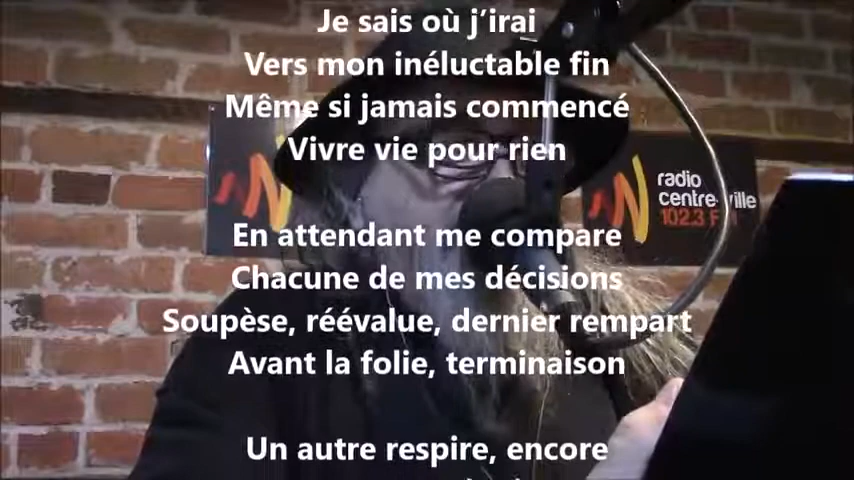 Je sais où j’irai
Vers mon inéluctable fin
Même si jamais commencé
Vivre vie pour rien
En attendant me compare
Chacune de mes décisions
Soupèse, réévalue, dernier rempart
Avant la folie, terminaison
Un autre respire, encore
radio
centre-ville
102.3 F